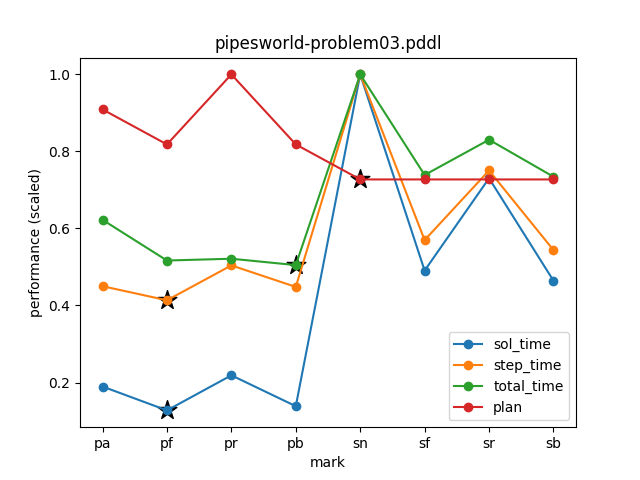 pipesworld-problem03.pddl
performance (scaled)
1.0
0.8
0.6
0.4
0.2
pa pf pr pb sn sf sr sb
mark
sol_time
step_time
total_time
plan